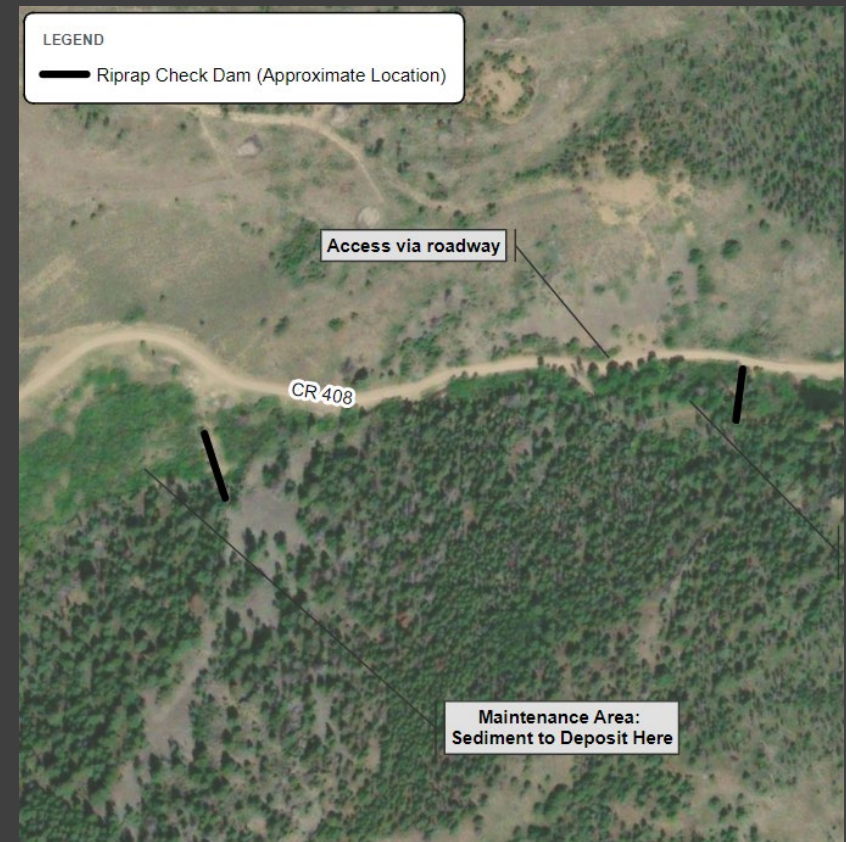 LEGEND
Riprap Check Dam (Approximate Location)
Access via roadway
CR 408
Maintenance Area:
Sediment to Deposit Here